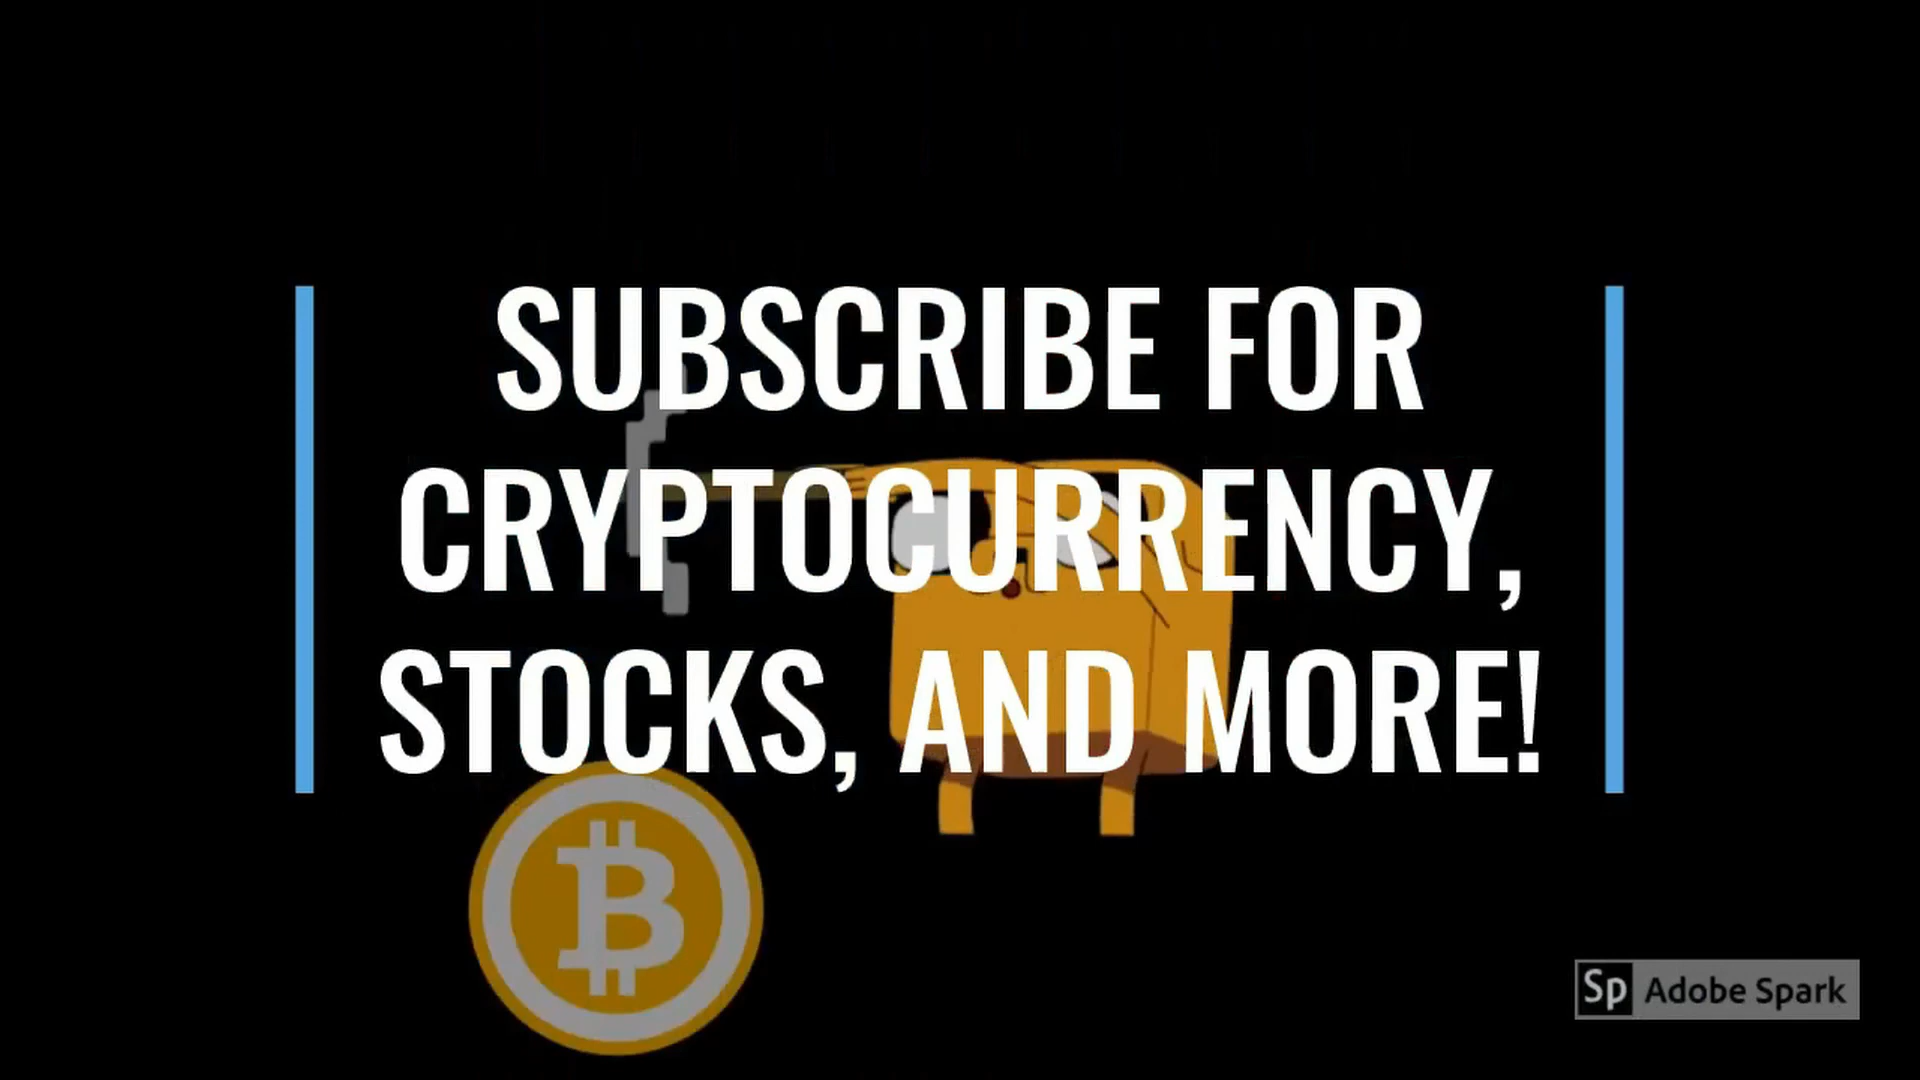 SUBSCRIBE FOR
CRYPTOCURRENCY,
STOCKS, AND MORE!
Sp Adobe Spark